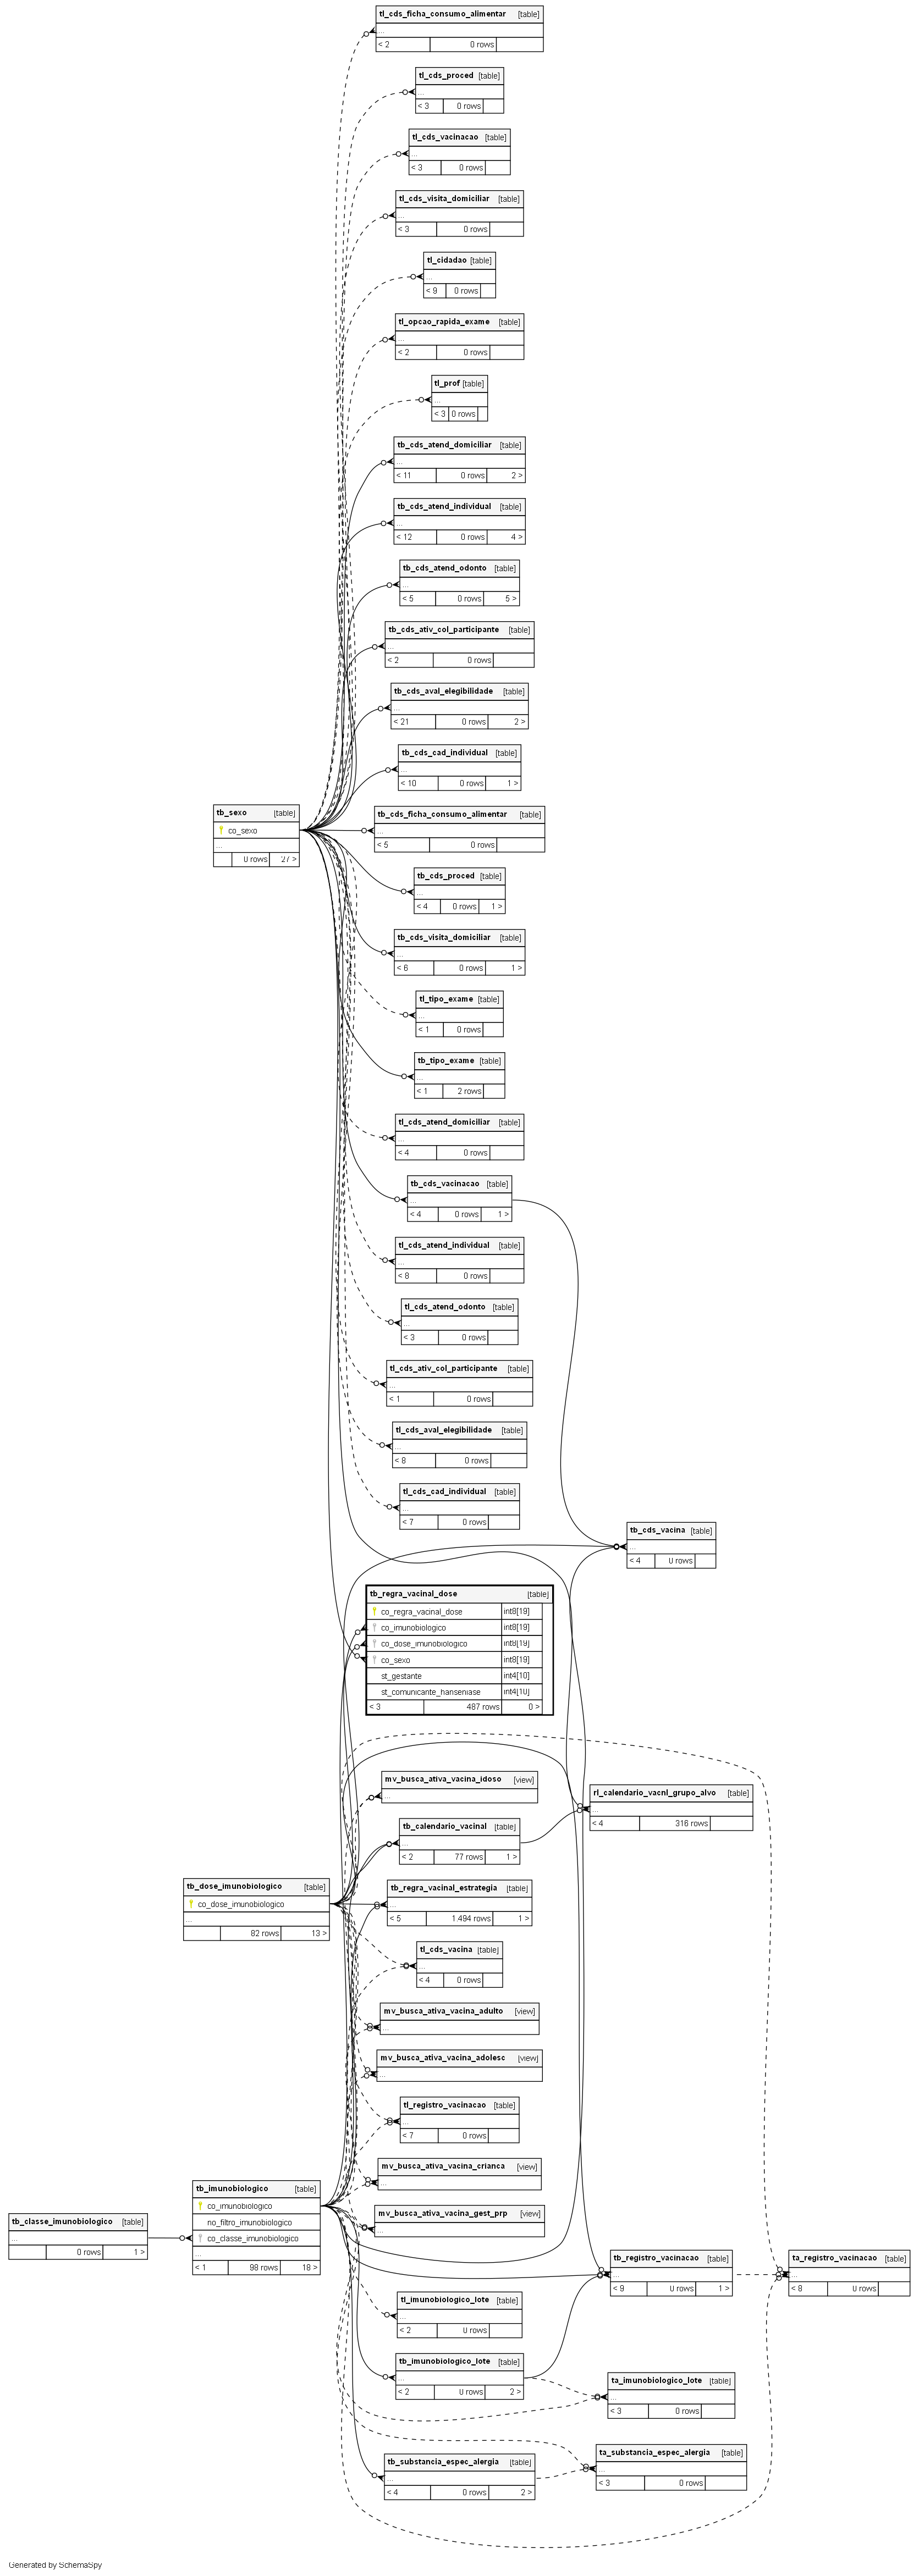 tl_cds_ficha_consumo_alimentar [table]
...
< 2 0 rows
tl_cds_proced [table]
...
< 3 0 rows
tl_cds_vacinacao [table]
...
< 3 0 rows
tl_cds_visita_domiciliar [table]
...
< 3 0 rows
tl_cidadao [table]
...
< 9 0 rows
tl_opcao_rapida_exame [table]
...
< 2 0 rows
tl_prof [table]
...
< 3 0 rows
tb_cds_atend_domiciliar [table]
...
< 11 0 rows 2 >
tb_cds_atend_individual [table]
...
< 12 0 rows 4 >
tb_cds_atend_odonto [table]
...
< 5 0 rows 5 >
tb_cds_ativ_col_participante [table]
...
< 2 0 rows
tb_cds_aval_elegibilidade [table]
...
< 21 0 rows 2 >
tb_cds_cad_individual [table]
...
< 10 0 rows 1 >
tb_sexo [table]
co_sexo
...
0 rows 27 >
tb_cds_ficha_consumo_alimentar [table]
...
< 5 0 rows
tb_cds_proced [table]
...
< 4 0 rows 1 >
tb_cds_visita_domiciliar [table]
...
< 6 0 rows 1 >
tl_tipo_exame [table]
...
< 1 0 rows
tb_tipo_exame [table]
...
< 1 2 rows
tl_cds_atend_domiciliar [table]
...
< 4 0 rows
tb_cds_vacinacao [table]
...
< 4 0 rows 1 >
tl_cds_atend_individual [table]
...
< 8 0 rows
tl_cds_atend_odonto [table]
...
< 3 0 rows
tl_cds_ativ_col_participante [table]
...
< 1 0 rows
tl_cds_aval_elegibilidade [table]
...
< 8 0 rows
tl_cds_cad_individual [table]
...
< 7 0 rows
tb_cds_vacina [table]
...
< 4 0 rows
tb_regra_vacinal_dose [table]
co_regra_vacinal_dose int8[19]
co_imunobiologico int8[19]
co_dose_imunobiologico int8[19]
co_sexo int8[19]
st_gestante int4[10]
st_comunicante_hanseniase int4[10]
< 3 487 rows 0 >
mv_busca_ativa_vacina_idoso [view]
...
rl_calendario_vacnl_grupo_alvo [table]
...
< 4 316 rows
tb_calendario_vacinal [table]
...
< 2 77 rows 1 >
tb_dose_imunobiologico [table]
co_dose_imunobiologico
...
82 rows 13 >
tb_regra_vacinal_estrategia [table]
...
< 5 1.494 rows 1 >
tl_cds_vacina [table]
...
< 4 0 rows
mv_busca_ativa_vacina_adulto [view]
...
mv_busca_ativa_vacina_adolesc [view]
...
tl_registro_vacinacao [table]
...
< 7 0 rows
mv_busca_ativa_vacina_crianca [view]
...
tb_imunobiologico [table]
co_imunobiologico
no_filtro_imunobiologico
co_classe_imunobiologico
...
< 1 98 rows 18 >
tb_classe_imunobiologico [table]
...
0 rows 1 >
mv_busca_ativa_vacina_gest_prp [view]
...
tb_registro_vacinacao [table]
...
< 9 0 rows 1 >
ta_registro_vacinacao [table]
...
< 8 0 rows
tl_imunobiologico_lote [table]
...
< 2 0 rows
tb_imunobiologico_lote [table]
...
< 2 0 rows 2 >
ta_imunobiologico_lote [table]
...
< 3 0 rows
ta_substancia_espec_alergia [table]
...
< 3 0 rows
tb_substancia_espec_alergia [table]
...
< 4 0 rows 2 >
Generated by SchemaSpy